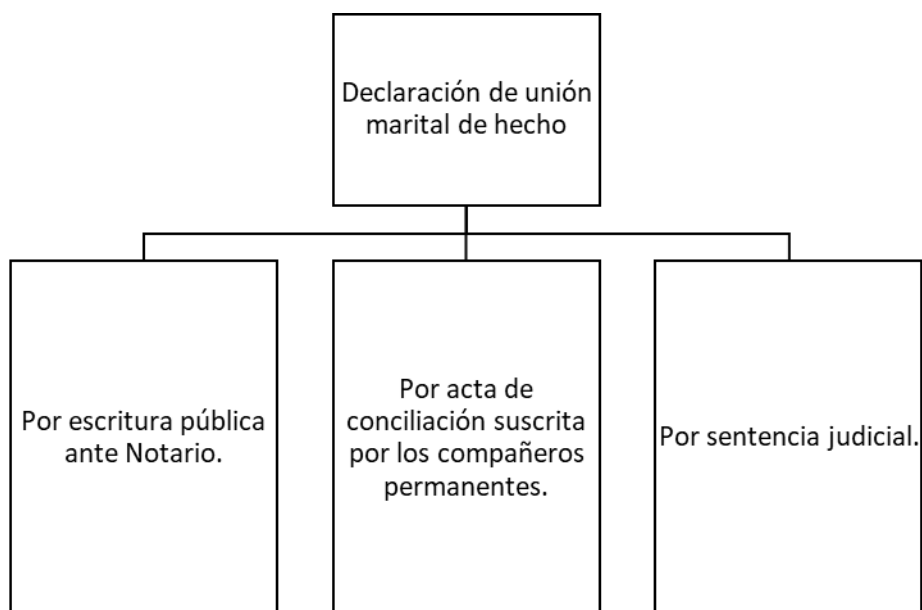 Declaración de unión
marital de hecho
Por escritura pública
ante Notario.
Por acta de
conciliación suscrita
por los compañeros
permanentes.
Por sentencia judicial.